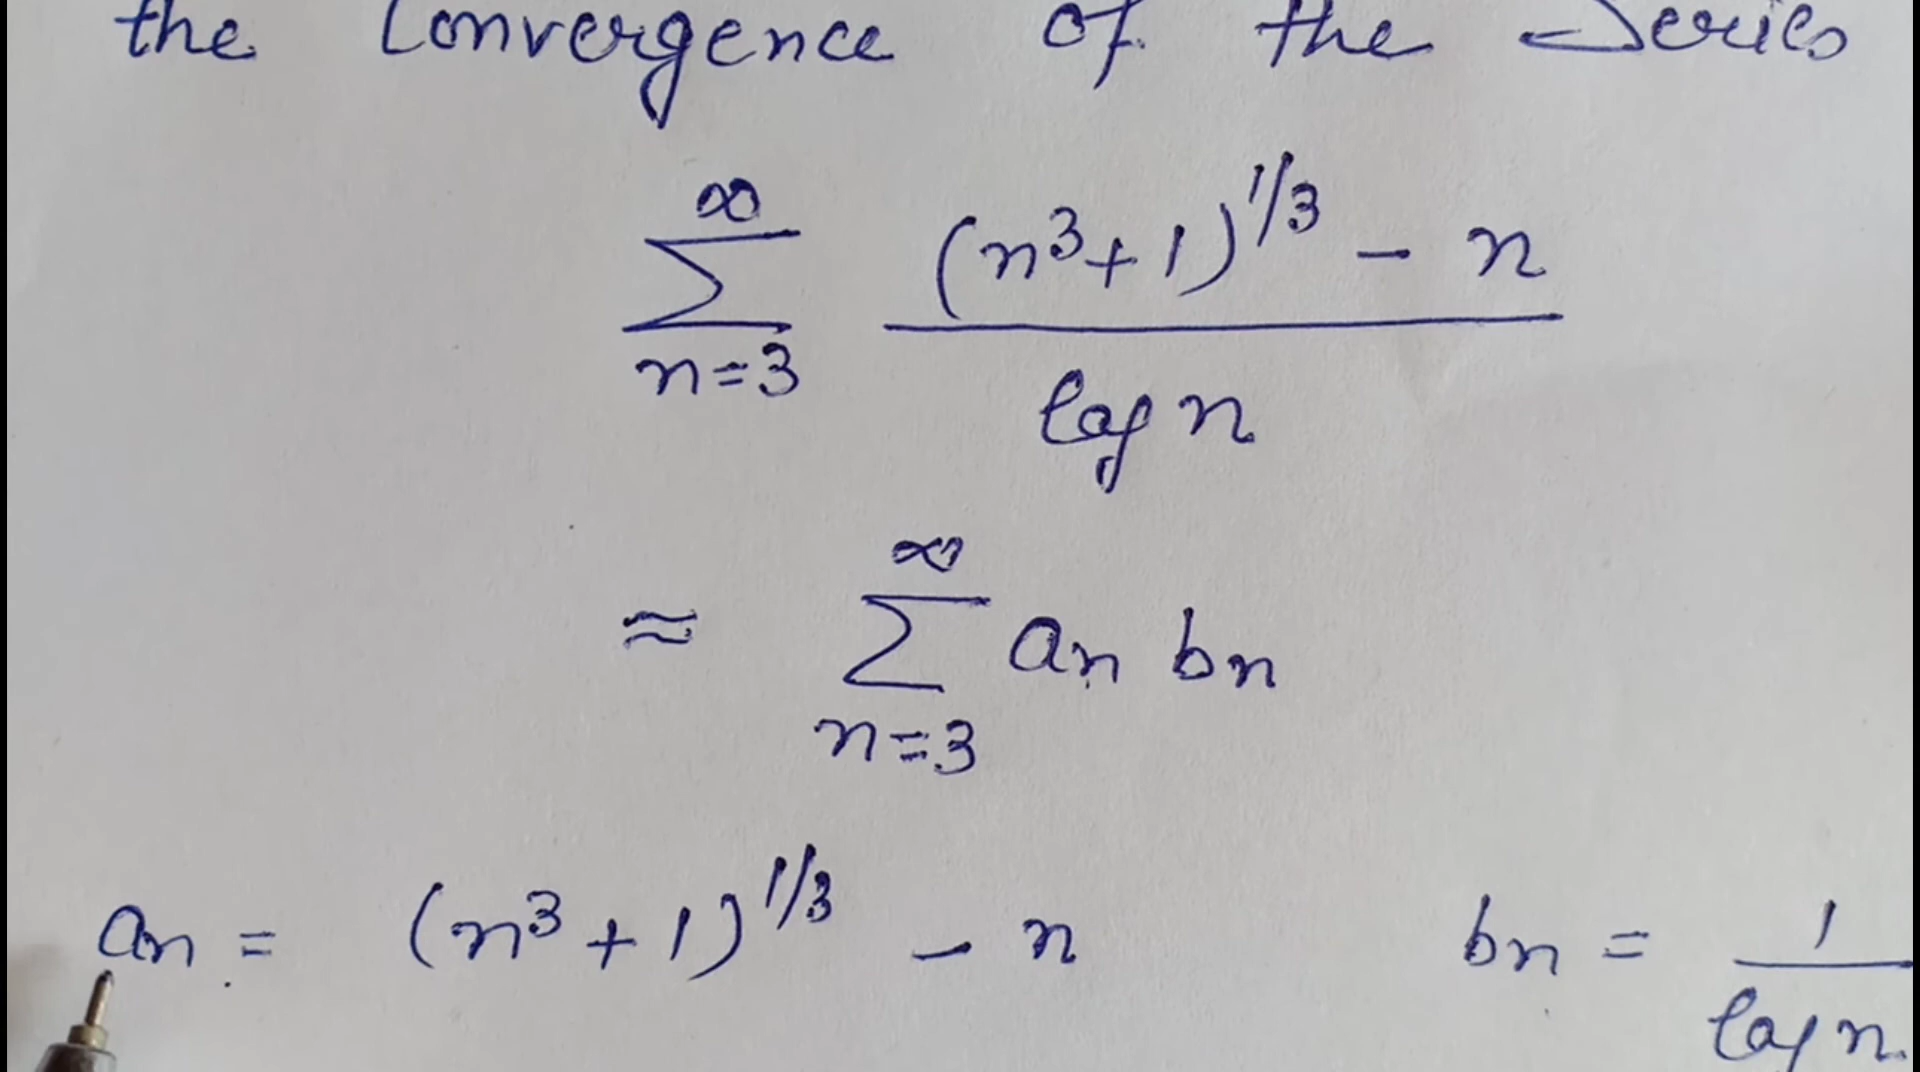 the Convergence of the Series
∞
∑ (n³+1)^1/3 - n
n=3 log n
∞
≈ ∑ an bn
n=3
an = (n³+1)^1/3 - n bn = 1
log n